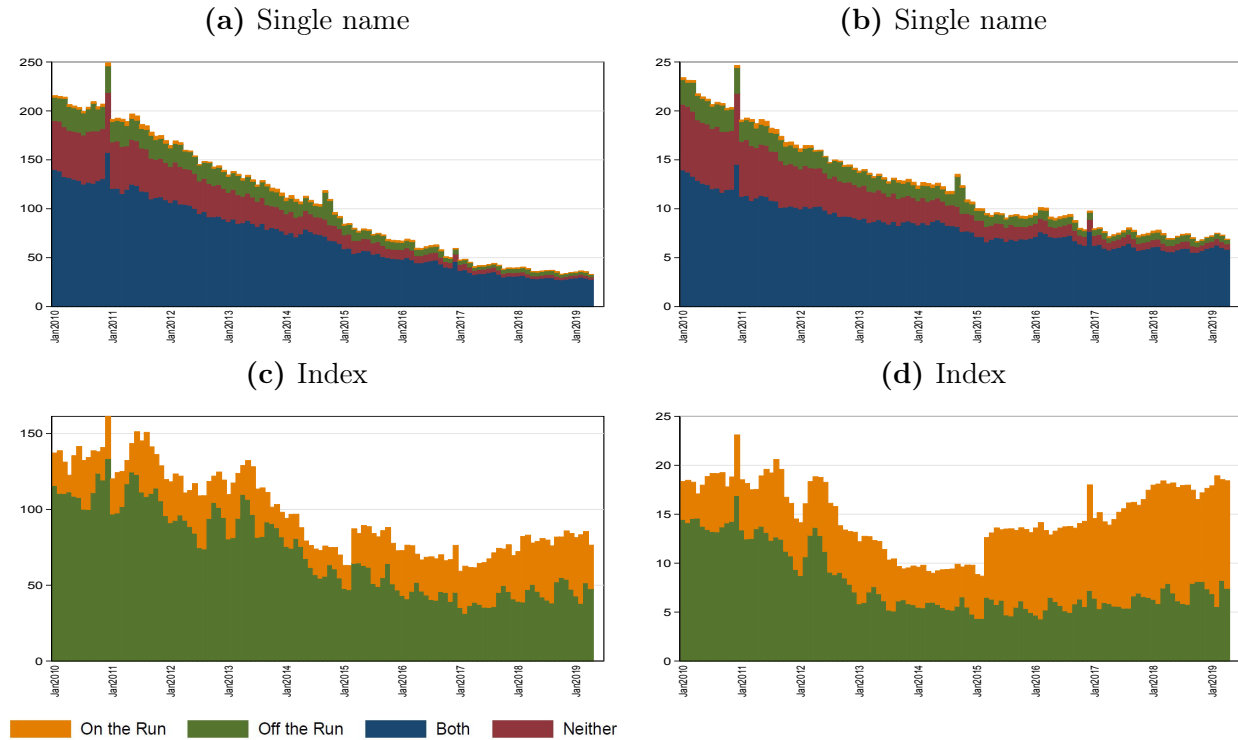 (a) Single name
250
200
150
100
50
0
Jan2010
Jan2011
Jan2012
Jan2013
Jan2014
Jan2015
Jan2016
Jan2017
Jan2018
Jan2019
(b) Single name
25
20
15
10
5
0
Jan2010
Jan2011
Jan2012
Jan2013
Jan2014
Jan2015
Jan2016
Jan2017
Jan2018
Jan2019
(c) Index
150
100
50
0
Jan2010
Jan2011
Jan2012
Jan2013
Jan2014
Jan2015
Jan2016
Jan2017
Jan2018
Jan2019
(d) Index
25
20
15
10
5
0
Jan2010
Jan2011
Jan2012
Jan2013
Jan2014
Jan2015
Jan2016
Jan2017
Jan2018
Jan2019
On the Run Off the Run Both Neither